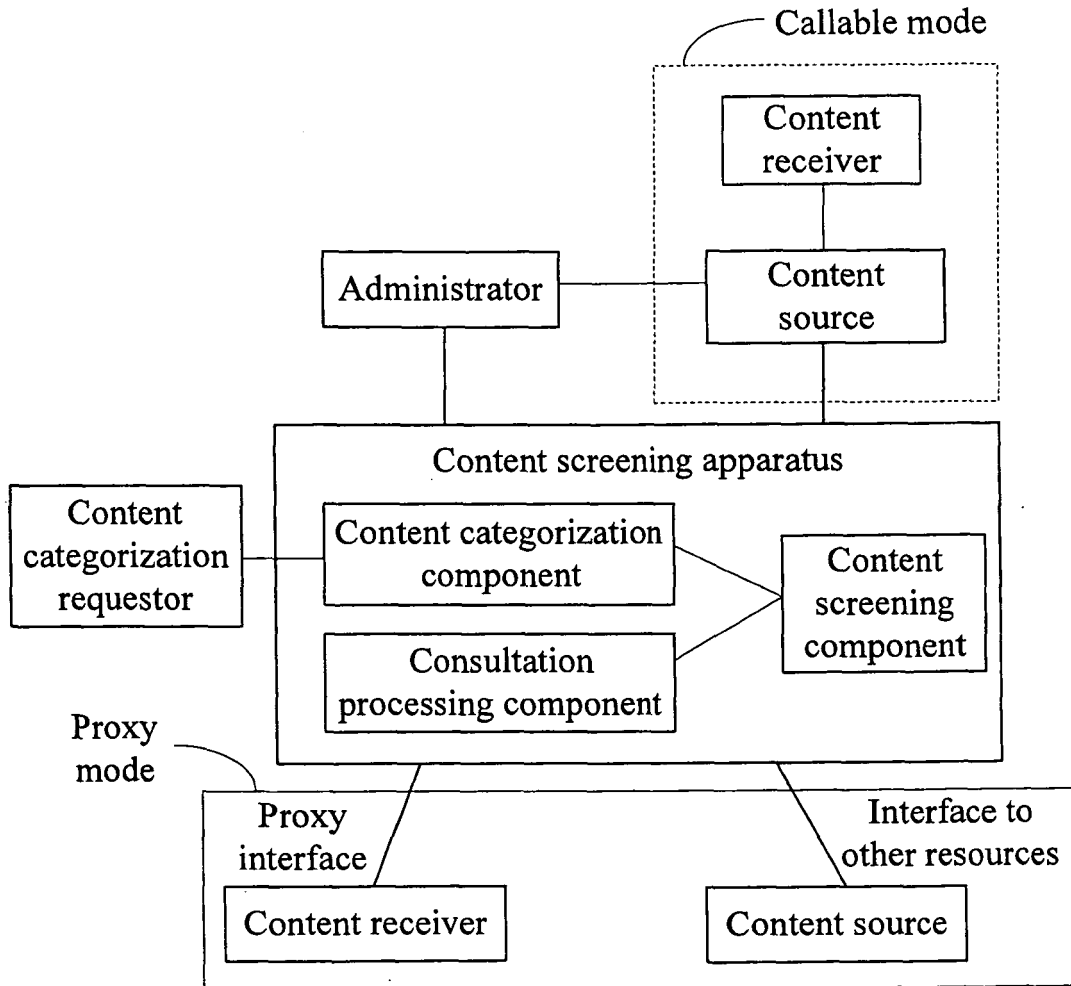 Callable mode
Content
receiver
Administrator
Content
source
Content screening apparatus
Content
categorization
requestor
Content categorization
component
Content
screening
component
Consultation
processing component
Proxy
mode
Proxy
interface
Interface to
other resources
Content receiver
Content source